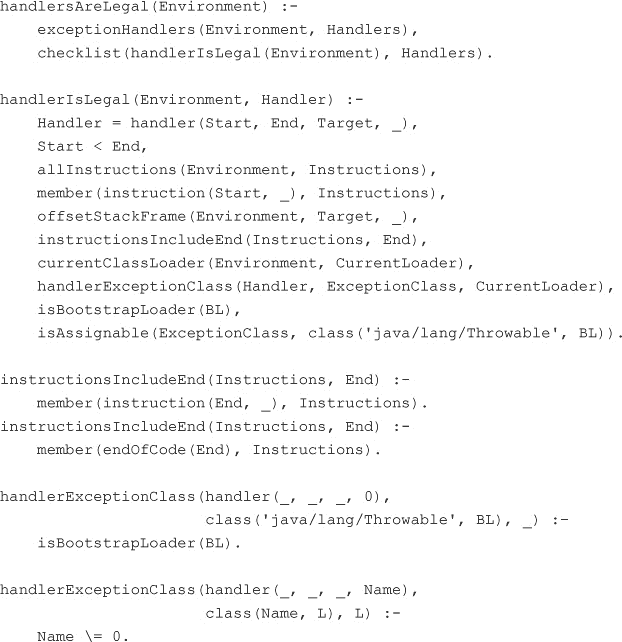 handlersAreLegal(Environment) :-
    exceptionHandlers(Environment, Handlers),
    checklist(handlerIsLegal(Environment), Handlers).

handlerIsLegal(Environment, Handler) :-
    Handler = handler(Start, End, Target, _),
    Start < End,
    allInstructions(Environment, Instructions),
    member(instruction(Start, _), Instructions),
    offsetStackFrame(Environment, Target, _),
    instructionsIncludeEnd(Instructions, End),
    currentClassLoader(Environment, CurrentLoader),
    handlerExceptionClass(Handler, ExceptionClass, CurrentLoader),
    isBootstrapLoader(BL),
    isAssignable(ExceptionClass, class('java/lang/Throwable', BL)).

instructionsIncludeEnd(Instructions, End) :-
    member(instruction(End, _), Instructions).
instructionsIncludeEnd(Instructions, End) :-
    member(endOfCode(End), Instructions).

handlerExceptionClass(handler(_, _, _, 0),
                      class('java/lang/Throwable', BL), _) :-
    isBootstrapLoader(BL).

handlerExceptionClass(handler(_, _, _, Name),
                      class(Name, L), L) :-
    Name \= 0.